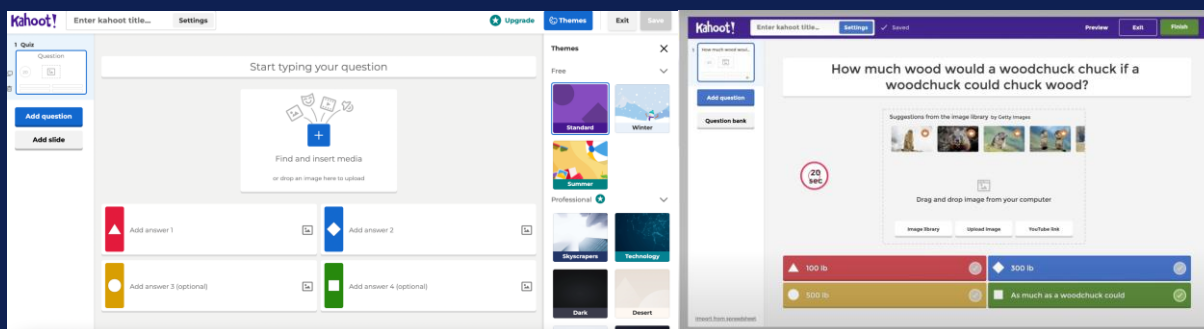 Kahoot!
Enter kahoot title...
Settings
Upgrade
Themes
Exit
Save
1 Quiz
Question
Add question
Add slide
Start typing your question
Find and insert media
or drop an image here to upload
Add answer 1
Add answer 2
Add answer 3 (optional)
Add answer 4 (optional)
Themes
Free
Standard
Winter
Summer
Professional
Skyscrapers
Technology
Dark
Desert
Kahoot!
Enter kahoot title...
Settings
Saved
Preview
Exit
Finish
How much wood woul...
Add question
Question bank
How much wood would a woodchuck chuck if a
woodchuck could chuck wood?
Suggestions from the image library by Getty Images
20
sec
Drag and drop image from your computer
Image library
Upload image
YouTube link
100 lb
300 lb
500 lb
As much as a woodchuck could
Import from spreadsheet